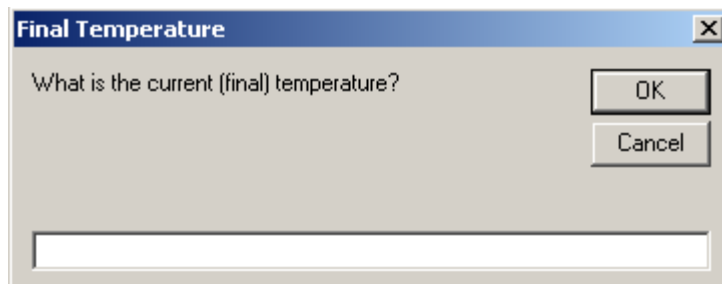 Final Temperature
What is the current (final) temperature?
OK
Cancel